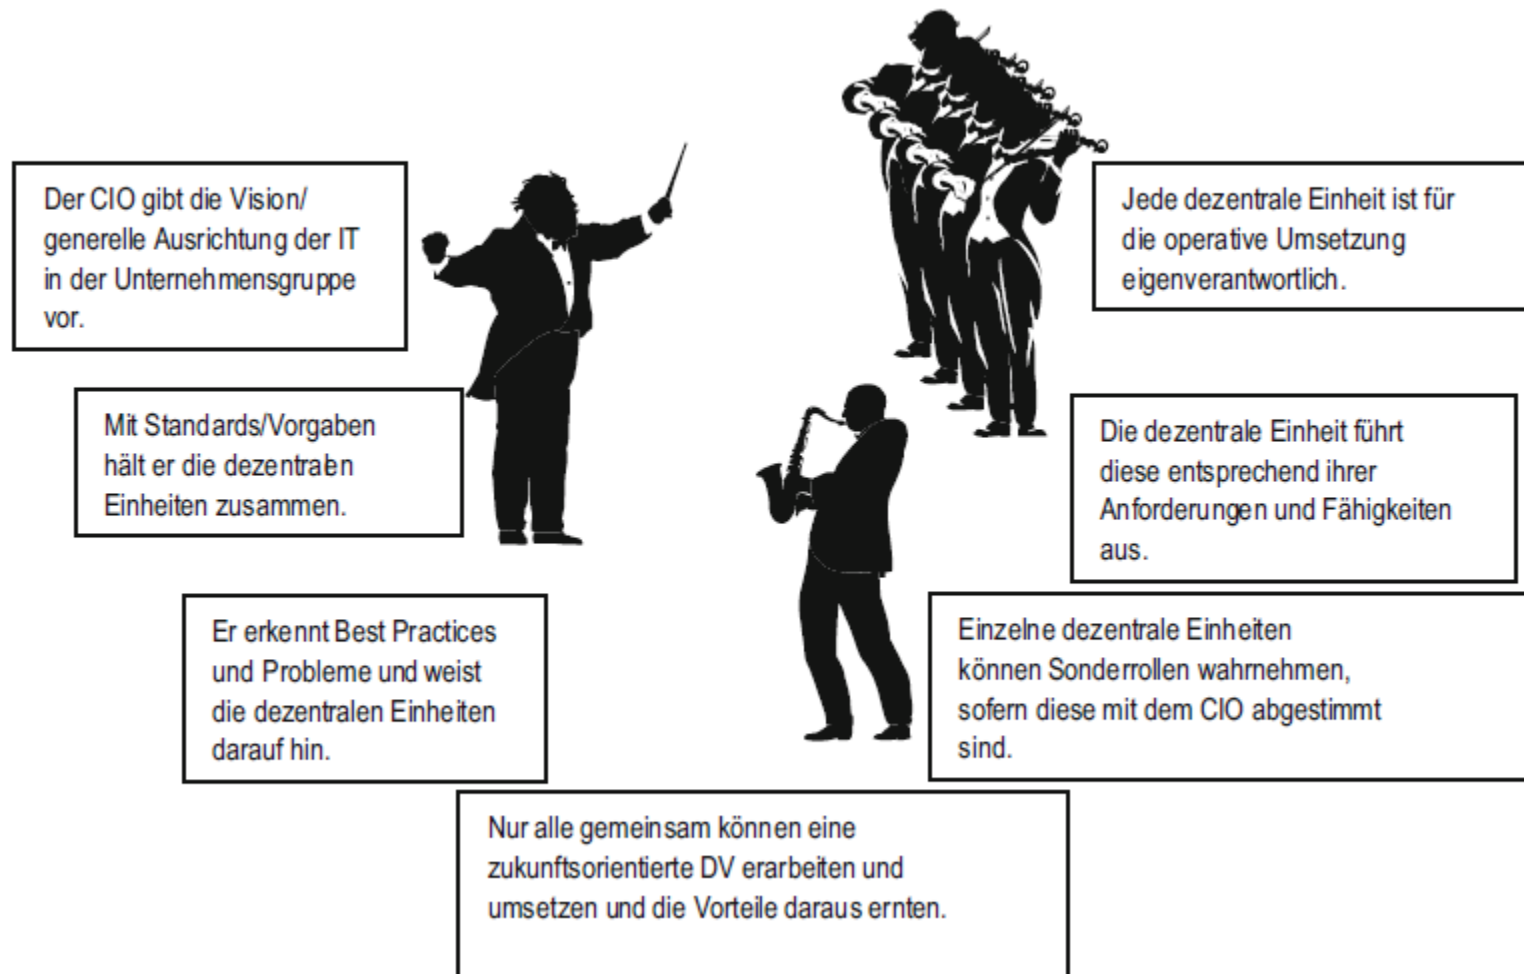 Der CIO gibt die Vision/
generelle Ausrichtung der IT
in der Unternehmensgruppe
vor.
Mit Standards/Vorgaben
hält er die dezentralen
Einheiten zusammen.
Er erkennt Best Practices
und Probleme und weist
die dezentralen Einheiten
darauf hin.
Jede dezentrale Einheit ist für
die operative Umsetzung
eigenverantwortlich.
Die dezentrale Einheit führt
diese entsprechend ihrer
Anforderungen und Fähigkeiten
aus.
Einzelne dezentrale Einheiten
können Sonderrollen wahrnehmen,
sofern diese mit dem CIO abgestimmt
sind.
Nur alle gemeinsam können eine
zukunftsorientierte DV erarbeiten und
umsetzen und die Vorteile daraus ernten.